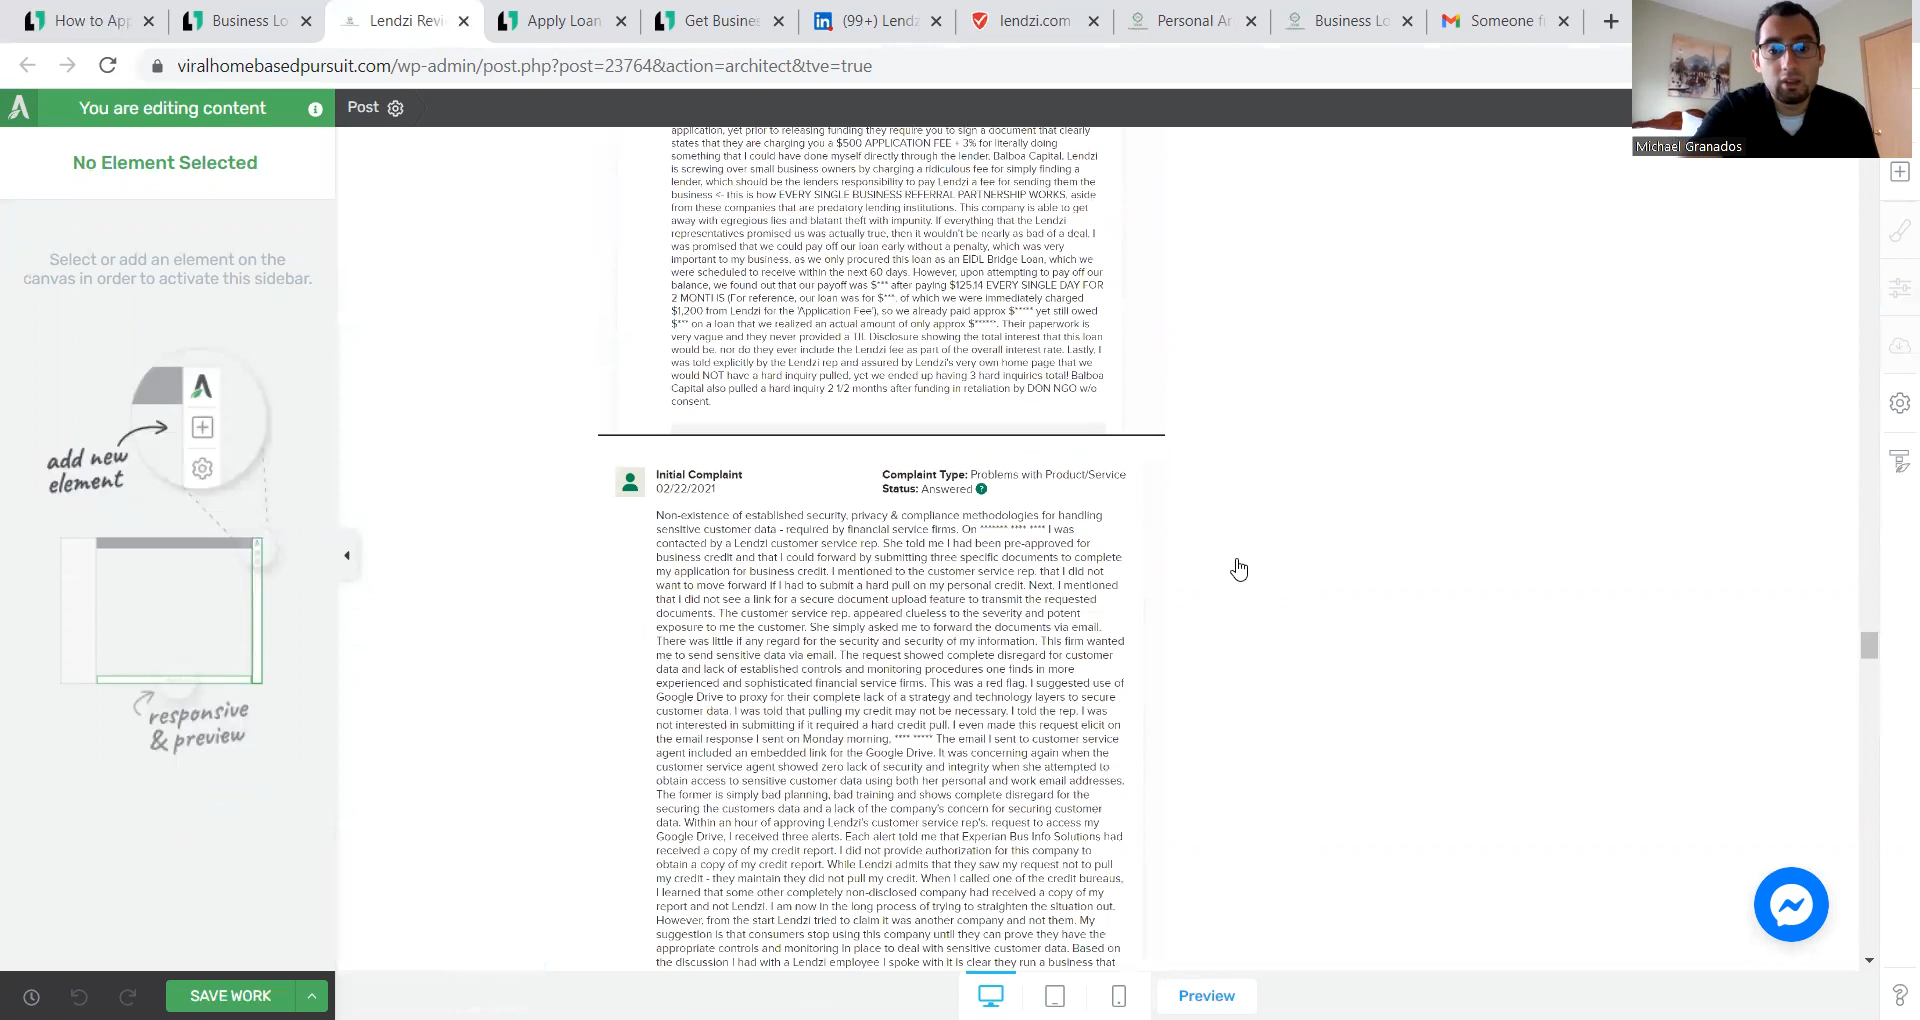 How to App
Business Lo
Lendzi Revi
Apply Loan
Get Busines
(99+) Lendz
lendzi.com
Personal An
Business Lo
Someone fi
viralhomebasedpursuit.com/wp-admin/post.php?post=23764&action=architect&tve=true
You are editing content
Post
Michael Granados
No Element Selected
Select or add an element on the
canvas in order to activate this sidebar.
add new
element
responsive
& preview
application, yet prior to releasing funding they require you to sign a document that clearly
states that they are charging you a $500 APPLICATION FEE + 3% for literally doing
something that I could have done myself directly through the lender. Balboa Capital. Lendzi
is screwing over small business owners by charging a ridiculous fee for simply finding a
lender, which should be the lenders responsibility to pay Lendzi a fee for sending them the
business <- this is how EVERY SINGLE BUSINESS REFERRAL PARTNERSHIP WORKS, aside
from these companies that are predatory lending institutions. This company is able to get
away with egregious lies and blatant theft with impunity. If everything that the Lendzi
representatives promised us was actually true, then it wouldn't be nearly as bad of a deal. I
was promised that we could pay off our loan early without a penalty, which was very
important to my business, as we only procured this loan as an EIDL Bridge Loan, which we
were scheduled to receive within the next 60 days. However, upon attempting to pay off our
balance, we found out that our payoff was $*** after paying $125.14 EVERY SINGLE DAY FOR
2 MONTHS (For reference, our loan was for $***. of which we were immediately charged
$1,200 from Lendzi for the 'Application Fee'), so we already paid approx $***** yet still owed
$*** on a loan that we realized an actual amount of only approx $******. Their paperwork is
very vague and they never provided a TIL Disclosure showing the total interest that this loan
would be, nor do they ever include the Lendzi fee as part of the overall interest rate. Lastly, I
was told explicitly by the Lendzi rep and assured by Lendzi's very own home page that we
would NOT have a hard inquiry pulled, yet we ended up having 3 hard inquiries total! Balboa
Capital also pulled a hard inquiry 2 1/2 months after funding in retaliation by DON NGO w/o
consent.
Initial Complaint
02/22/2021
Complaint Type: Problems with Product/Service
Status: Answered ?
Non-existence of established security, privacy & compliance methodologies for handling
sensitive customer data - required by financial service firms. On ******* **** **** I was
contacted by a Lendzi customer service rep. She told me I had been pre-approved for
business credit and that I could forward by submitting three specific documents to complete
my application for business credit. I mentioned to the customer service rep. that I did not
want to move forward if I had to submit a hard pull on my personal credit. Next, I mentioned
that I did not see a link for a secure document upload feature to transmit the requested
documents. The customer service rep. appeared clueless to the severity and potent
exposure to me the customer. She simply asked me to forward the documents via email.
There was little if any regard for the security and security of my information. This firm wanted
me to send sensitive data via email. The request showed complete disregard for customer
data and lack of established controls and monitoring procedures one finds in more
experienced and sophisticated financial service firms. This was a red flag. I suggested use of
Google Drive to proxy for their complete lack of a strategy and technology layers to secure
customer data. I was told that pulling my credit may not be necessary. I told the rep. I was
not interested in submitting if it required a hard credit pull. I even made this request elicit on
the email response I sent on Monday morning, **** ***** The email I sent to customer service
agent included an embedded link for the Google Drive. It was concerning again when the
customer service agent showed zero lack of security and integrity when she attempted to
obtain access to sensitive customer data using both her personal and work email addresses.
The former is simply bad planning, bad training and shows complete disregard for the
securing the customers data and a lack of the company's concern for securing customer
data. Within an hour of approving Lendzi's customer service rep's. request to access my
Google Drive, I received three alerts. Each alert told me that Experian Bus Info Solutions had
received a copy of my credit report. I did not provide authorization for this company to
obtain a copy of my credit report. While Lendzi admits that they saw my request not to pull
my credit - they maintain they did not pull my credit. When I called one of the credit bureaus,
I learned that some other completely non-disclosed company had received a copy of my
report and not Lendzi. I am now in the long process of trying to straighten the situation out.
However, from the start Lendzi tried to claim it was another company and not them. My
suggestion is that consumers stop using this company until they can prove they have the
appropriate controls and monitoring in place to deal with sensitive customer data. Based on
the discussion I had with a Lendzi employee I spoke with it is clear they run a business that
SAVE WORK
Preview